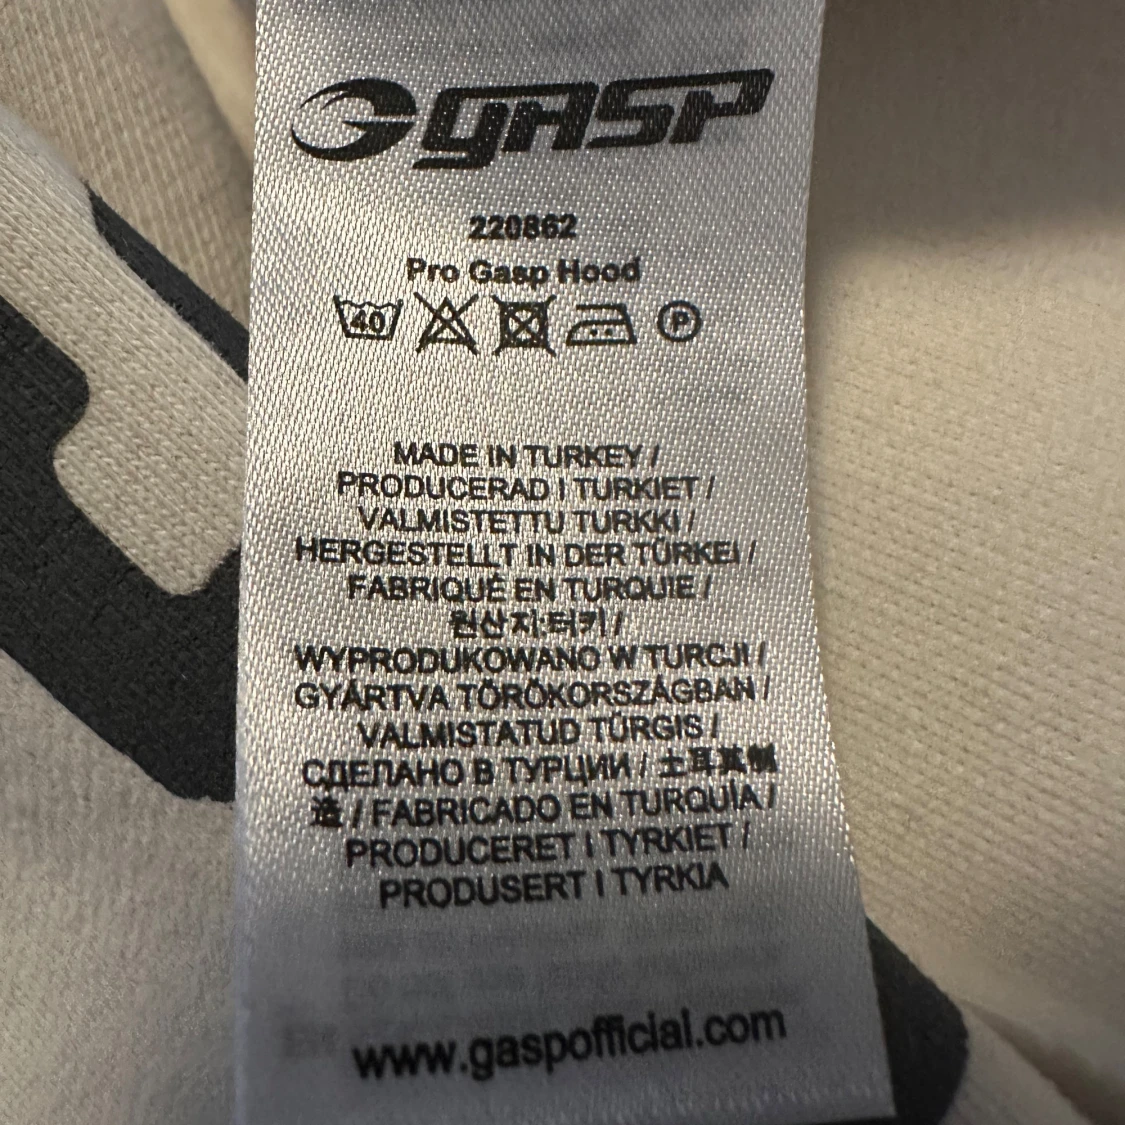 gasp
220862
Pro Gasp Hood
40 P
MADE IN TURKEY /
PRODUCERAD I TURKIET /
VALMISTETTU TURKKI /
HERGESTELLT IN DER TÜRKEI /
FABRIQUÉ EN TURQUIE /
원산지:터키 /
WYPRODUKOWANO W TURCJI /
GYÁRTVA TÖRÖKORSZÁGBAN /
VALMISTATUD TÜRGIS /
СДЕЛАНО В ТУРЦИИ / 土耳其制
造 / FABRICADO EN TURQUÍA /
PRODUCERET I TYRKIET /
PRODUSERT I TYRKIA
www.gaspofficial.com